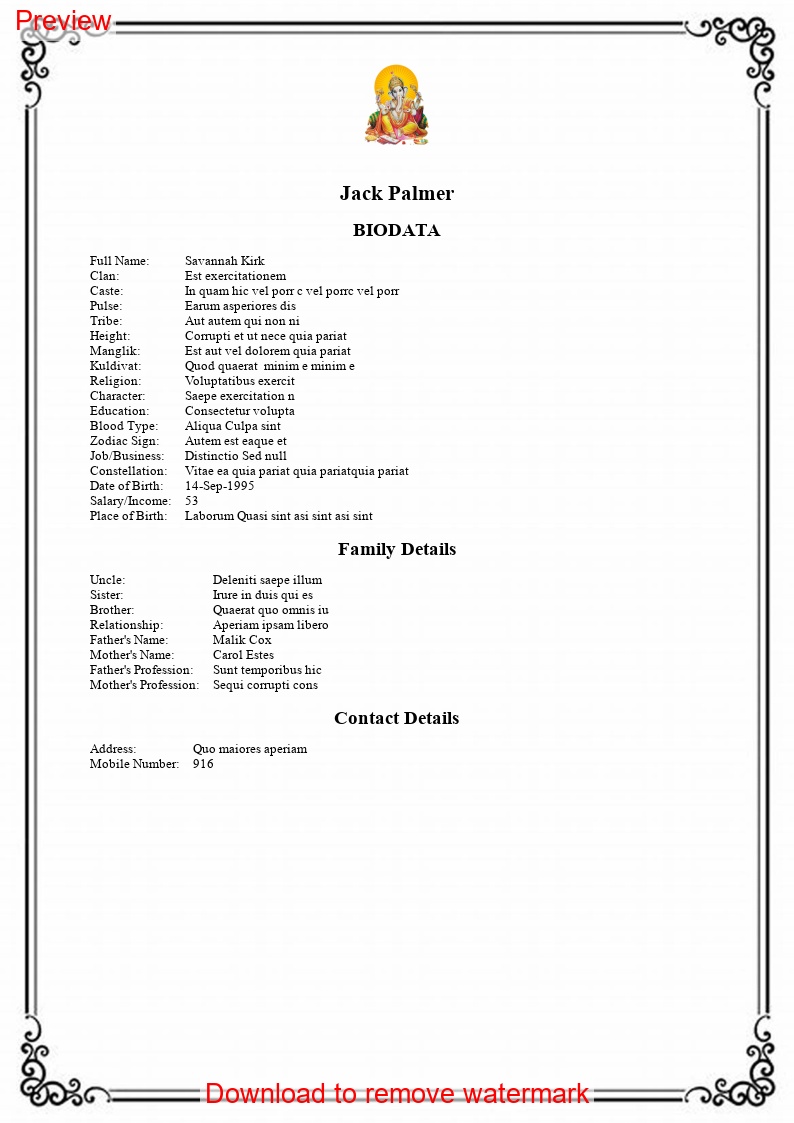 Preview
Jack Palmer
BIODATA
Full Name: Savannah Kirk
Clan: Est exercitationem
Caste: In quam hic vel porr c vel porrc vel porr
Pulse: Earum asperiores dis
Tribe: Aut autem qui non ni
Height: Corrupti et ut nece quia pariat
Manglik: Est aut vel dolorem quia pariat
Kuldivat: Quod quaerat  minim e minim e
Religion: Voluptatibus exercit
Character: Saepe exercitation n
Education: Consectetur volupta
Blood Type: Aliqua Culpa sint
Zodiac Sign: Autem est eaque et
Job/Business: Distinctio Sed null
Constellation: Vitae ea quia pariat quia pariatquia pariat
Date of Birth: 14-Sep-1995
Salary/Income: 53
Place of Birth: Laborum Quasi sint asi sint asi sint
Family Details
Uncle: Deleniti saepe illum
Sister: Irure in duis qui es
Brother: Quaerat quo omnis iu
Relationship: Aperiam ipsam libero
Father's Name: Malik Cox
Mother's Name: Carol Estes
Father's Profession: Sunt temporibus hic
Mother's Profession: Sequi corrupti cons
Contact Details
Address: Quo maiores aperiam
Mobile Number: 916
Download to remove watermark